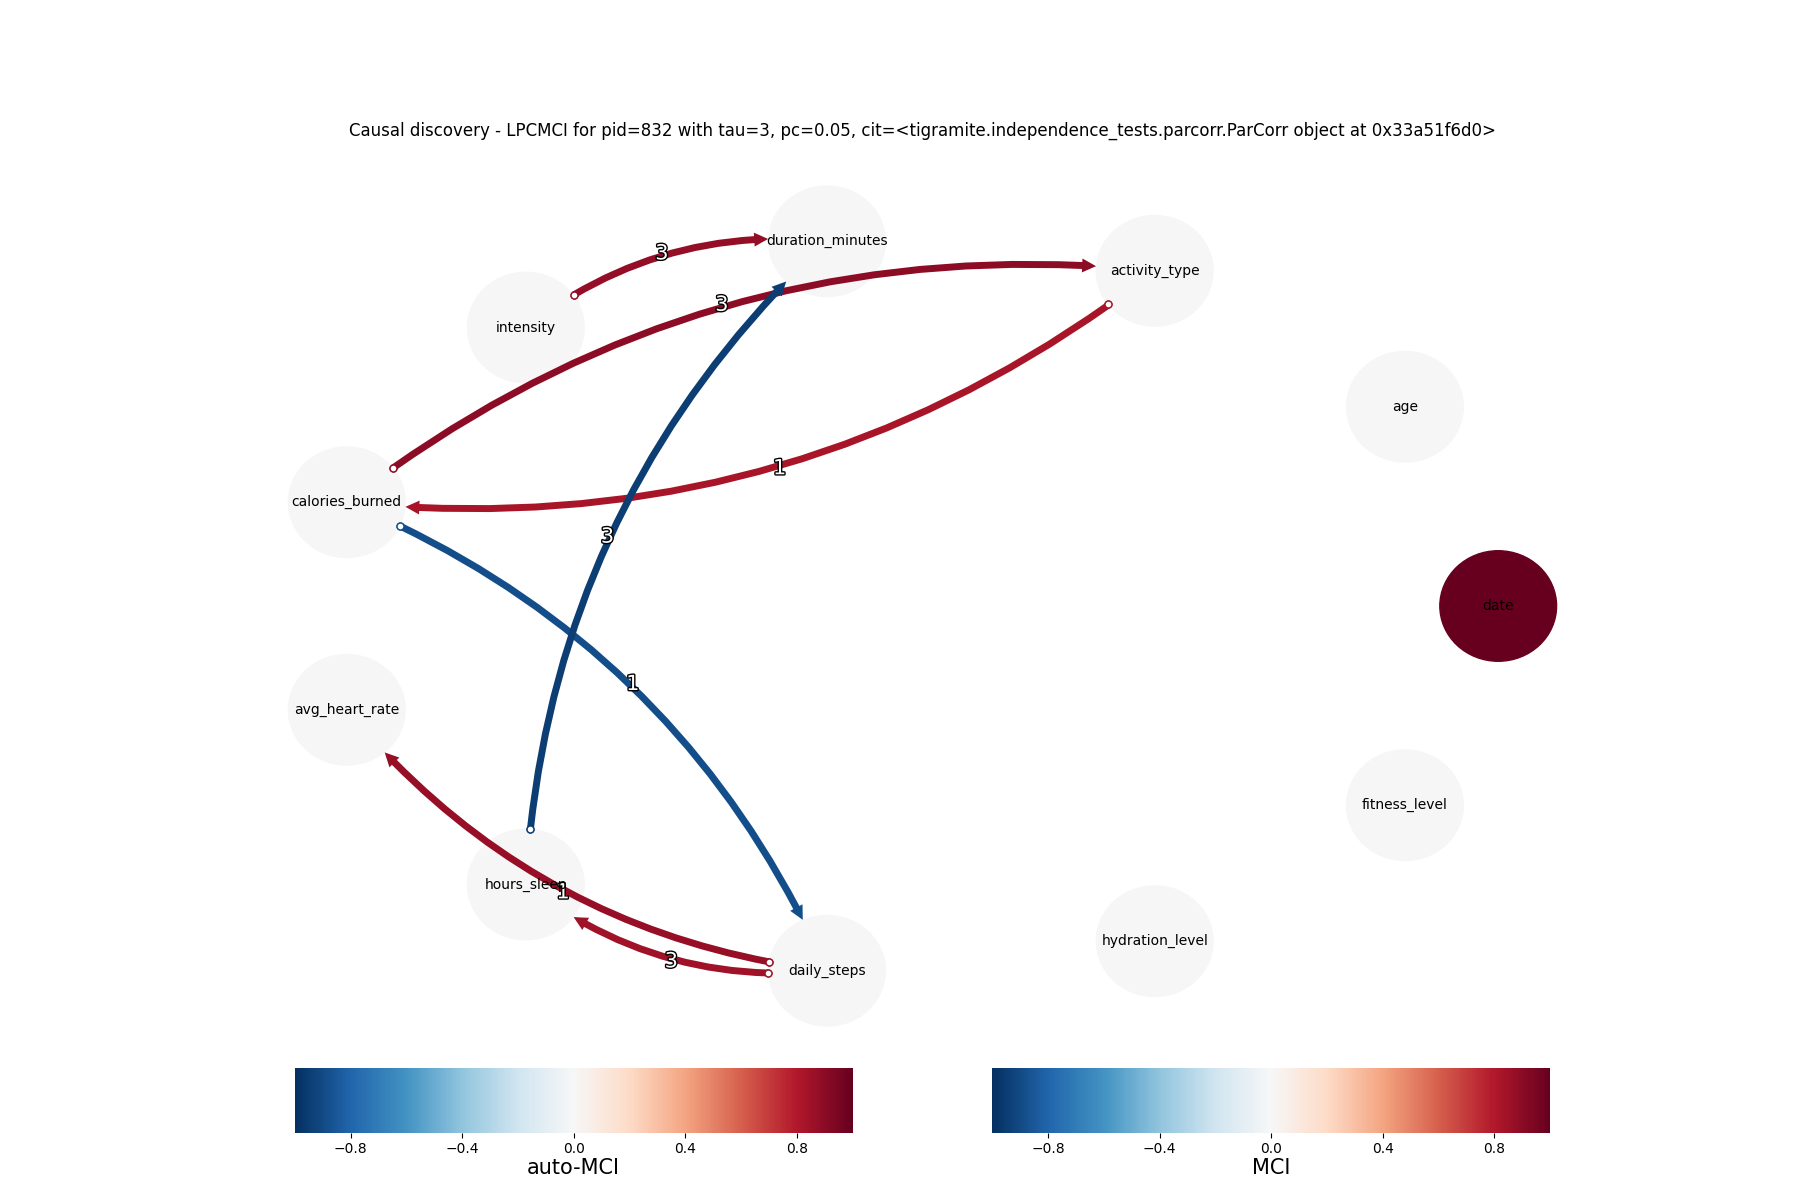 Causal discovery - LPCMCI for pid=832 with tau=3, pc=0.05, cit=<tigramite.independence_tests.parcorr.ParCorr object at 0x33a51f6d0>
duration_minutes
3
activity_type
3
intensity
age
1
calories_burned
3
date
1
avg_heart_rate
fitness_level
hours_sleep
1
hydration_level
3
daily_steps
−0.8 −0.4 0.0 0.4 0.8
auto-MCI
−0.8 −0.4 0.0 0.4 0.8
MCI